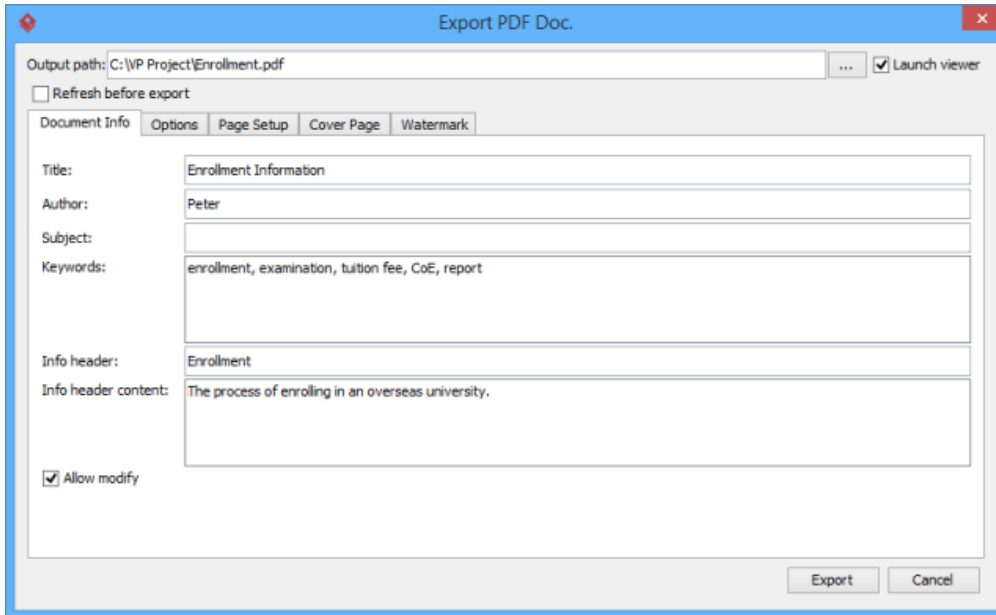 Export PDF Doc.
Output path: C:\VP Project\Enrollment.pdf ... Launch viewer
Refresh before export
Document Info Options Page Setup Cover Page Watermark
Title: Enrollment Information
Author: Peter
Subject:
Keywords: enrollment, examination, tuition fee, CoE, report
Info header: Enrollment
Info header content: The process of enrolling in an overseas university.
Allow modify
Export Cancel